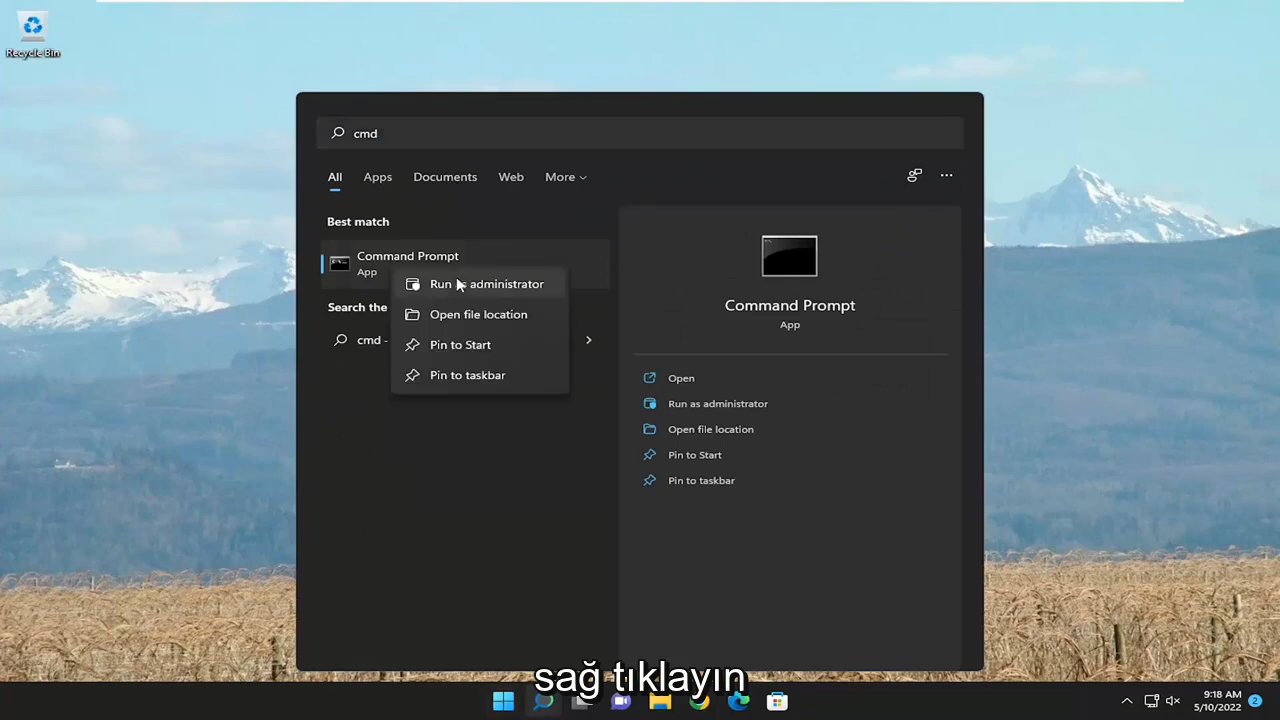 Recycle Bin
cmd
All Apps Documents Web More
Best match
Command Prompt
App
Run as administrator
Search the
Open file location
cmd -
Pin to Start
Pin to taskbar
Command Prompt
App
Open
Run as administrator
Open file location
Pin to Start
Pin to taskbar
sağ tıklayın
9:18 AM
5/10/2022
2